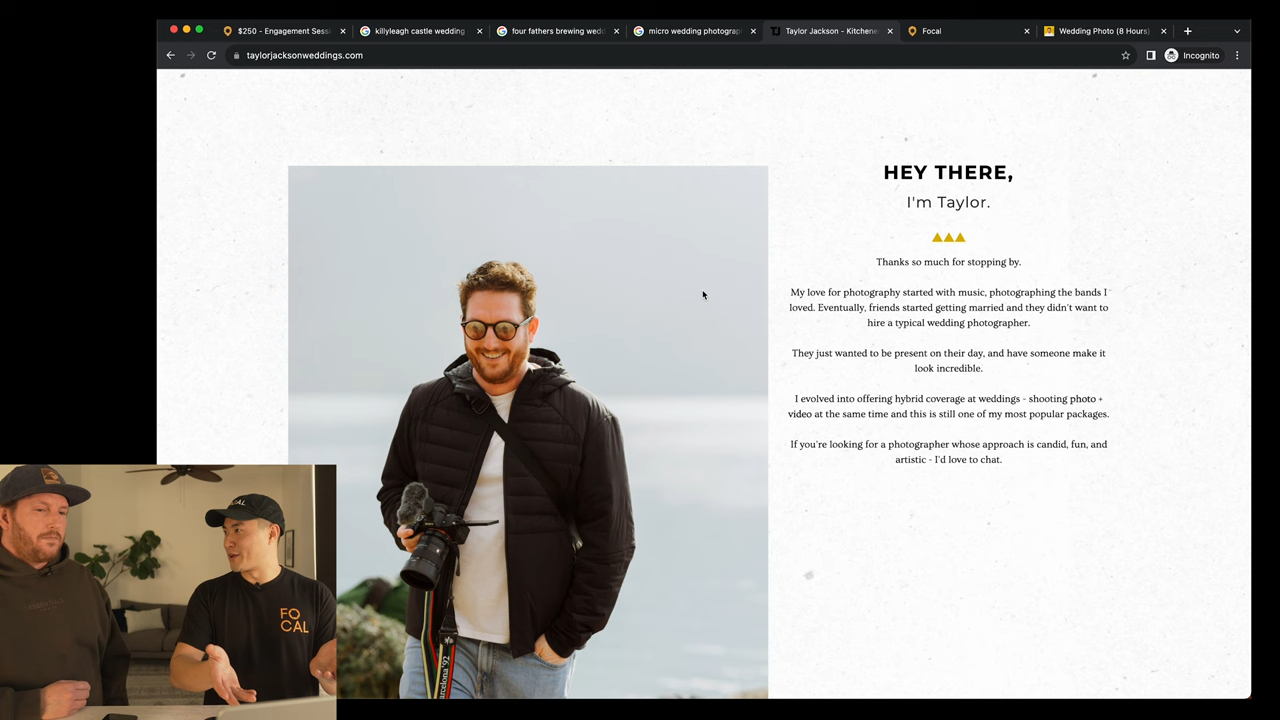 $250 - Engagement Sessi
killyleagh castle wedding
four fathers brewing wedd
micro wedding photograp
Taylor Jackson - Kitchene
Focal
Wedding Photo (8 Hours)
taylorjacksonweddings.com
Incognito
HEY THERE,
I'm Taylor.
Thanks so much for stopping by.
My love for photography started with music, photographing the bands I
loved. Eventually, friends started getting married and they didn't want to
hire a typical wedding photographer.
They just wanted to be present on their day, and have someone make it
look incredible.
I evolved into offering hybrid coverage at weddings - shooting photo +
video at the same time and this is still one of my most popular packages.
If you're looking for a photographer whose approach is candid, fun, and
artistic - I'd love to chat.
FO
CAL
arcelona'92